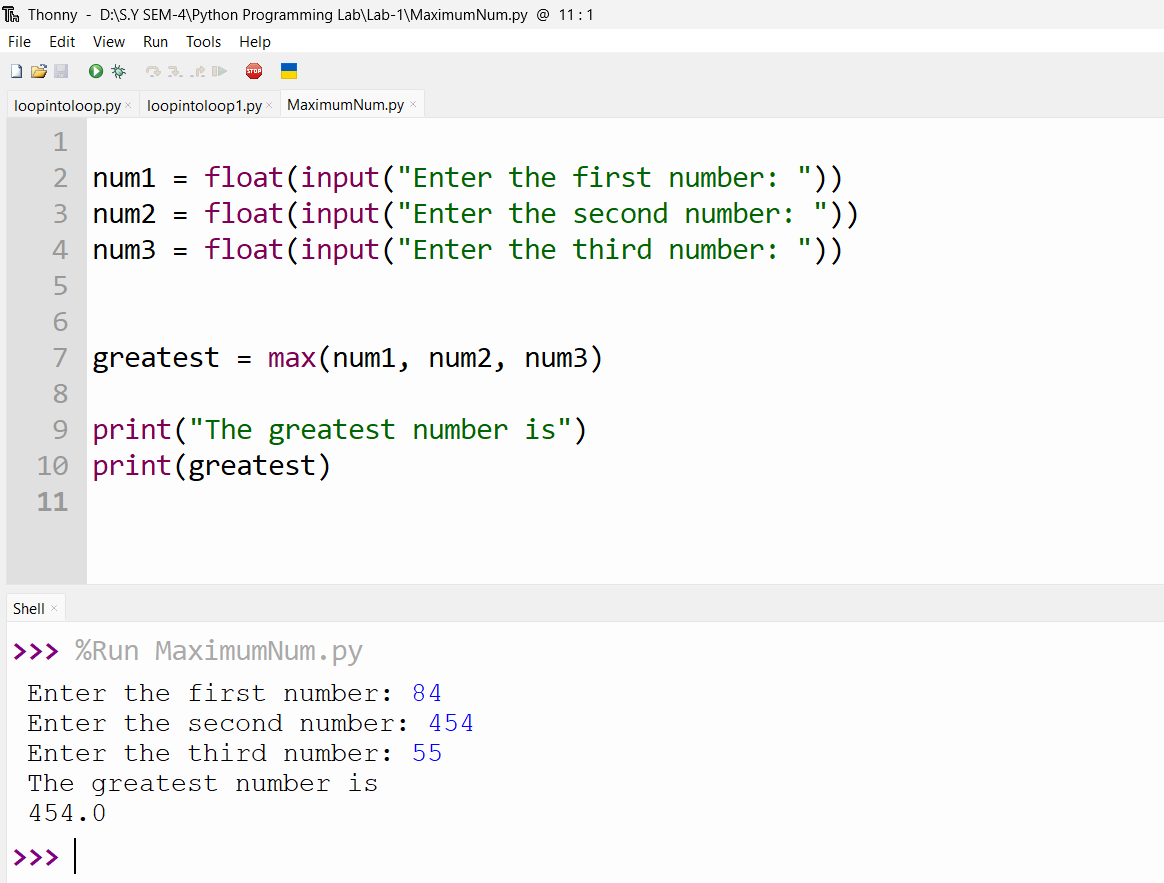 Thonny - D:\S.Y SEM-4\Python Programming Lab\Lab-1\MaximumNum.py @ 11 : 1
File Edit View Run Tools Help
STOP
loopintoloop.py × loopintoloop1.py × MaximumNum.py ×
1
2 num1 = float(input("Enter the first number: "))
3 num2 = float(input("Enter the second number: "))
4 num3 = float(input("Enter the third number: "))
5
6
7 greatest = max(num1, num2, num3)
8
9 print("The greatest number is")
10 print(greatest)
11
Shell ×
>>> %Run MaximumNum.py
Enter the first number: 84
Enter the second number: 454
Enter the third number: 55
The greatest number is
454.0
>>>